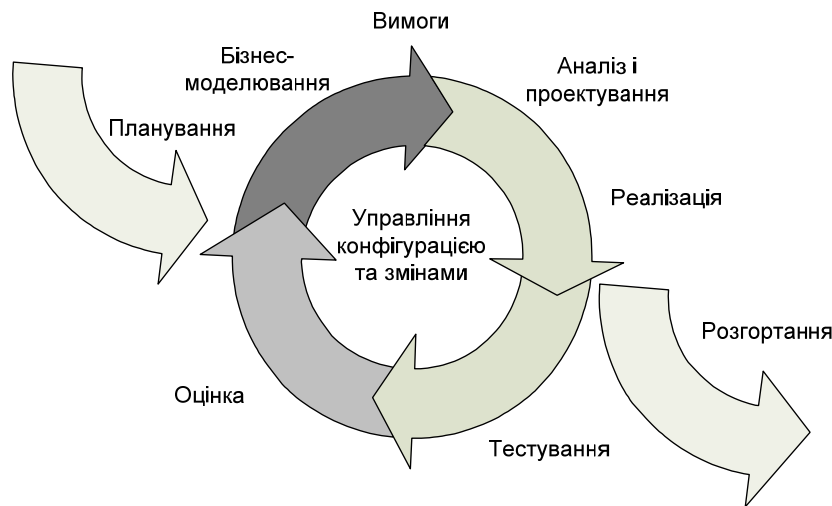 Вимоги
Бізнес-
моделювання
Аналіз і
проектування
Планування
Реалізація
Управління
конфігурацією
та змінами
Розгортання
Оцінка
Тестування